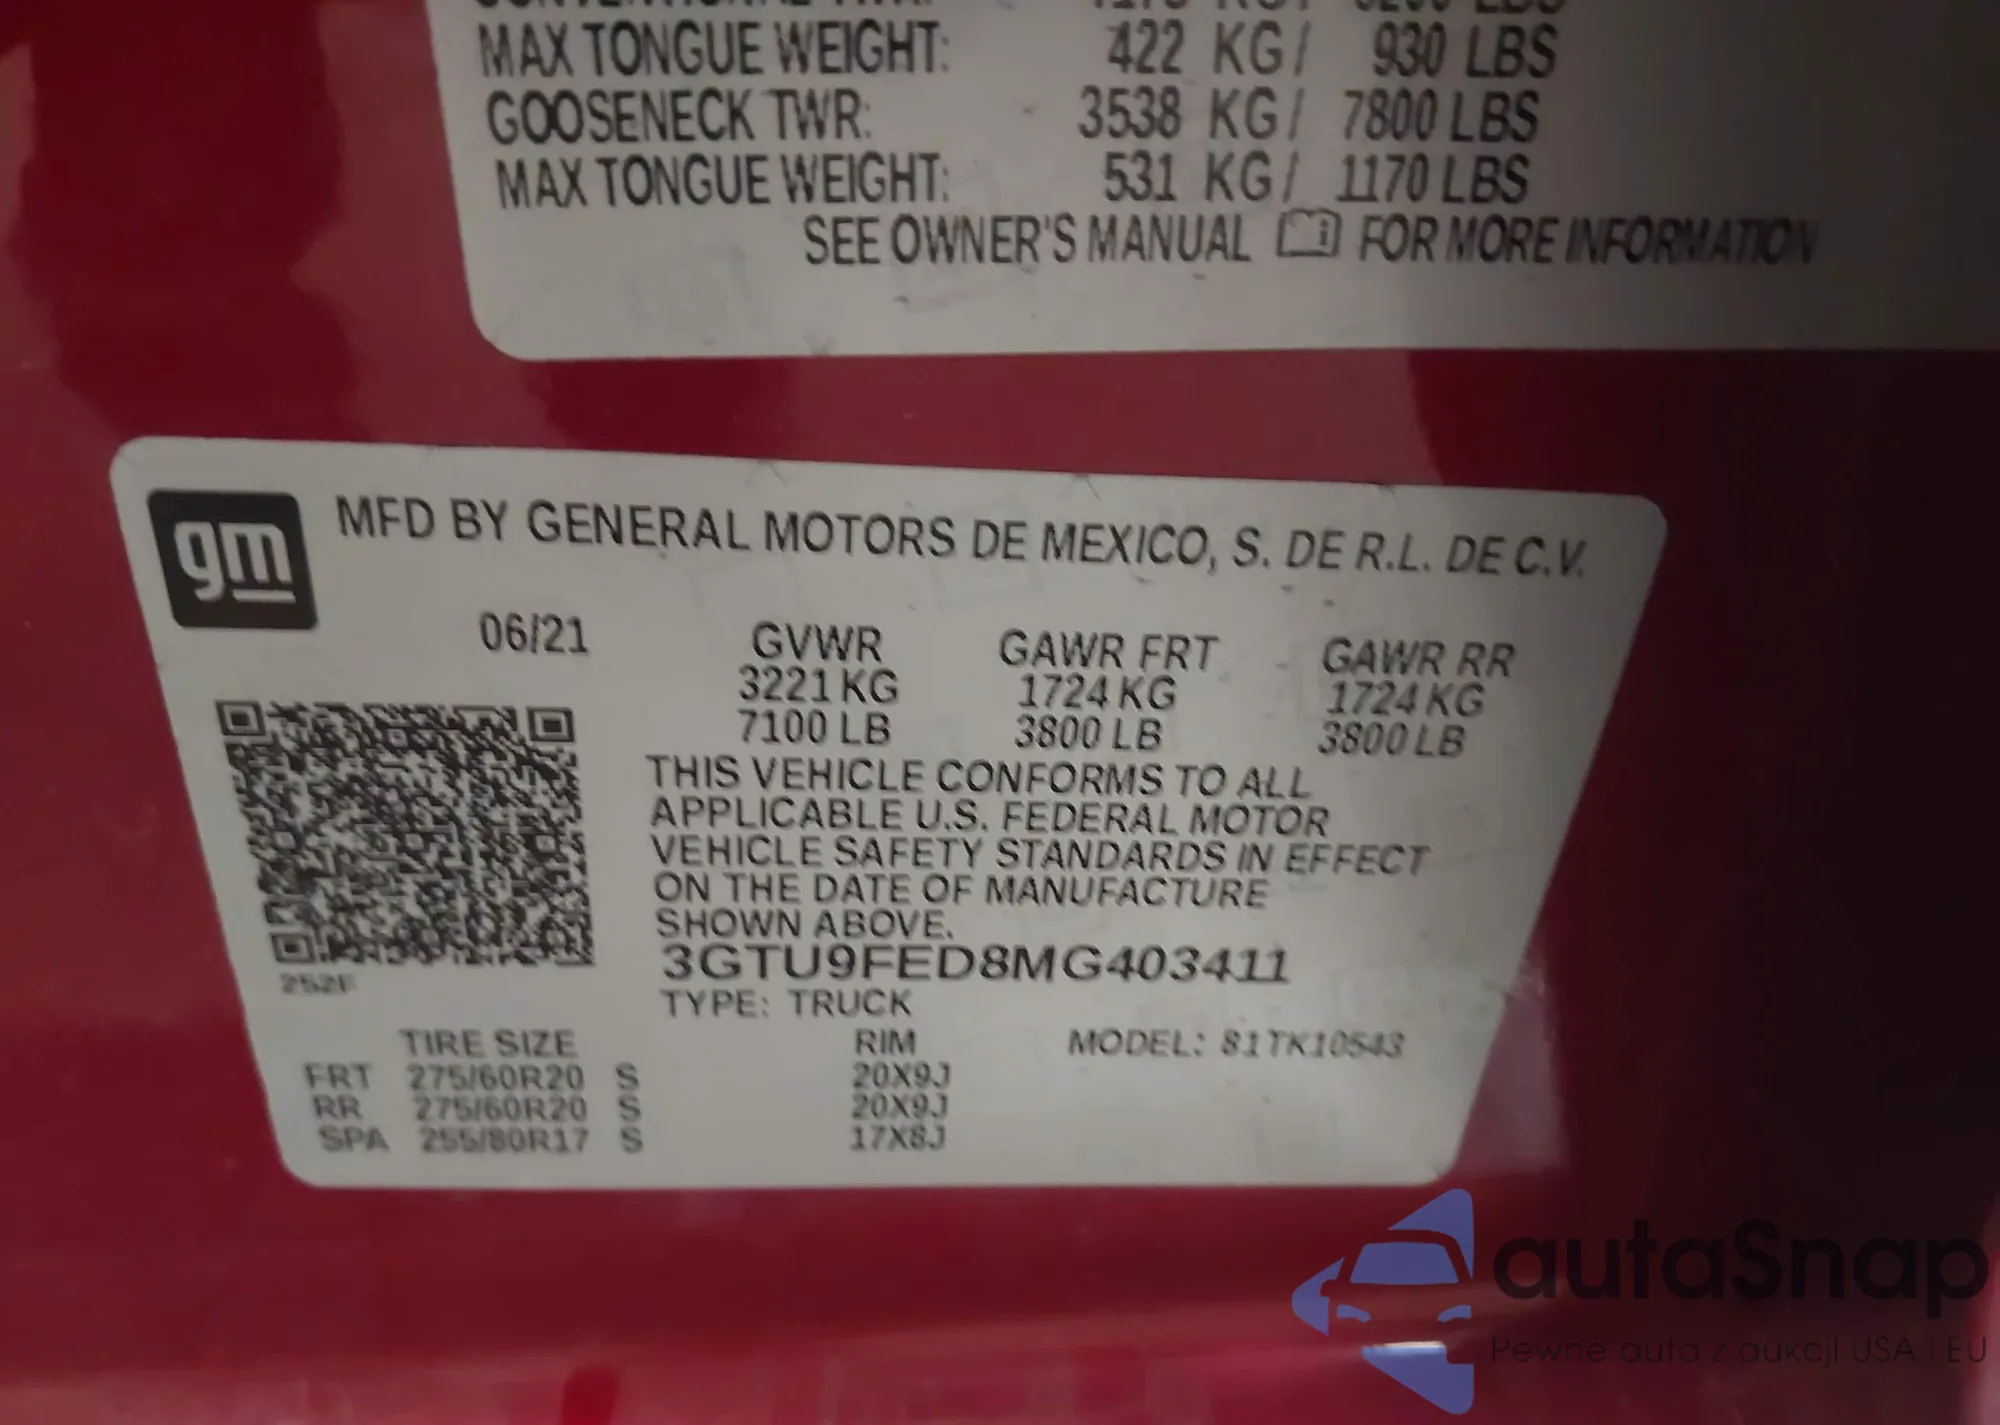 CONVENTIONAL TWR:
MAX TONGUE WEIGHT: 422 KG/ 930 LBS
GOOSENECK TWR: 3538 KG/ 7800 LBS
MAX TONGUE WEIGHT: 531 KG/ 1170 LBS
SEE OWNER'S MANUAL FOR MORE INFORMATION
gm
MFD BY GENERAL MOTORS DE MEXICO, S. DE R.L. DE C.V.
06/21 GVWR GAWR FRT GAWR RR
3221 KG 1724 KG 1724 KG
7100 LB 3800 LB 3800 LB
THIS VEHICLE CONFORMS TO ALL
APPLICABLE U.S. FEDERAL MOTOR
VEHICLE SAFETY STANDARDS IN EFFECT
ON THE DATE OF MANUFACTURE
SHOWN ABOVE.
3GTU9FED8MG403411
252F
TYPE: TRUCK
TIRE SIZE RIM MODEL: 81TK10543
FRT 275/60R20 S 20X9J
RR 275/60R20 S 20X9J
SPA 255/80R17 S 17X8J
autaSnap
Pewne auta z aukcji USA i EU